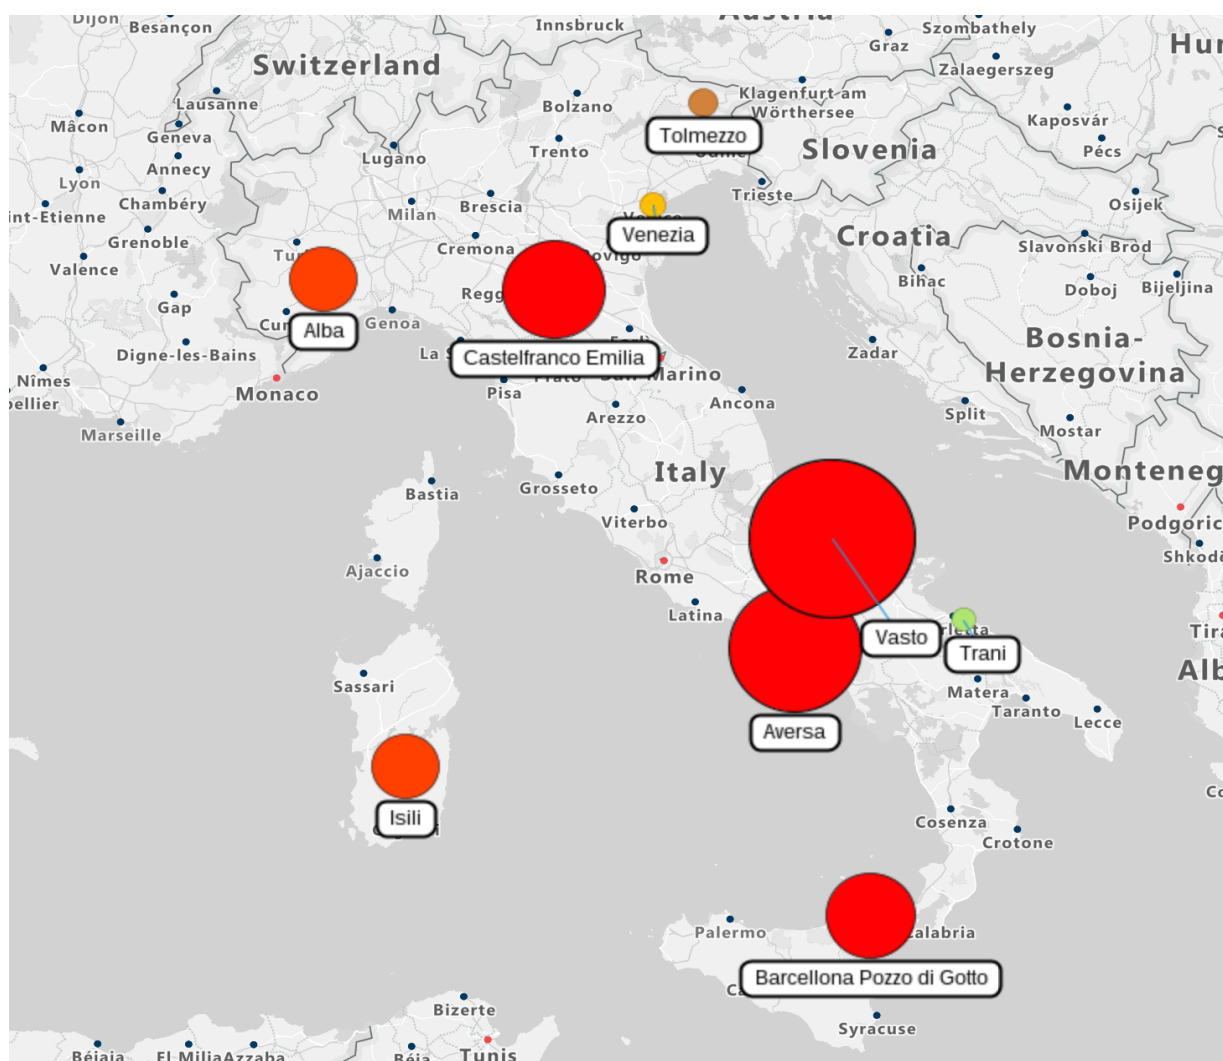 Dijon
Besançon
Innsbruck
Austria
Szombathely
Graz
Hur
Switzerland
Zalaegerszeg
Lausanne
Bolzano
Klagenfurt am
Wörthersee
Kaposvár
Mâcon
Geneva
Tolmezzo
Pécs
Lugano
Trento
Slovenia
Annecy
Lyon
Chambéry
Milan
Brescia
Trieste
Osijek
int-Etienne
Venezia
Grenoble
Cremona
Croatia
Slavonski Brod
Valence
Bihać
Doboj
Bijeljina
Gap
Regg
Alba
Genoa
Bosnia-
Herzegovina
Digne-les-Bains
Castelfranco Emilia
Zadar
San Marino
Nîmes
Monaco
Pisa
Ancona
Arezzo
Split
Mostar
Marseille
Italy
Monteneg
Bastia
Grosseto
Viterbo
Podgoric
Shkodë
Ajaccio
Rome
Latina
Vasto
Trani
Tira
Alb
Sassari
Matera
Taranto
Lecce
Aversa
Isili
Cosenza
Crotone
Palermo
Calabria
Barcellona Pozzo di Gotto
Bizerte
Syracuse
Béjaia
El Milia
Azzaba
Béja
Tunis